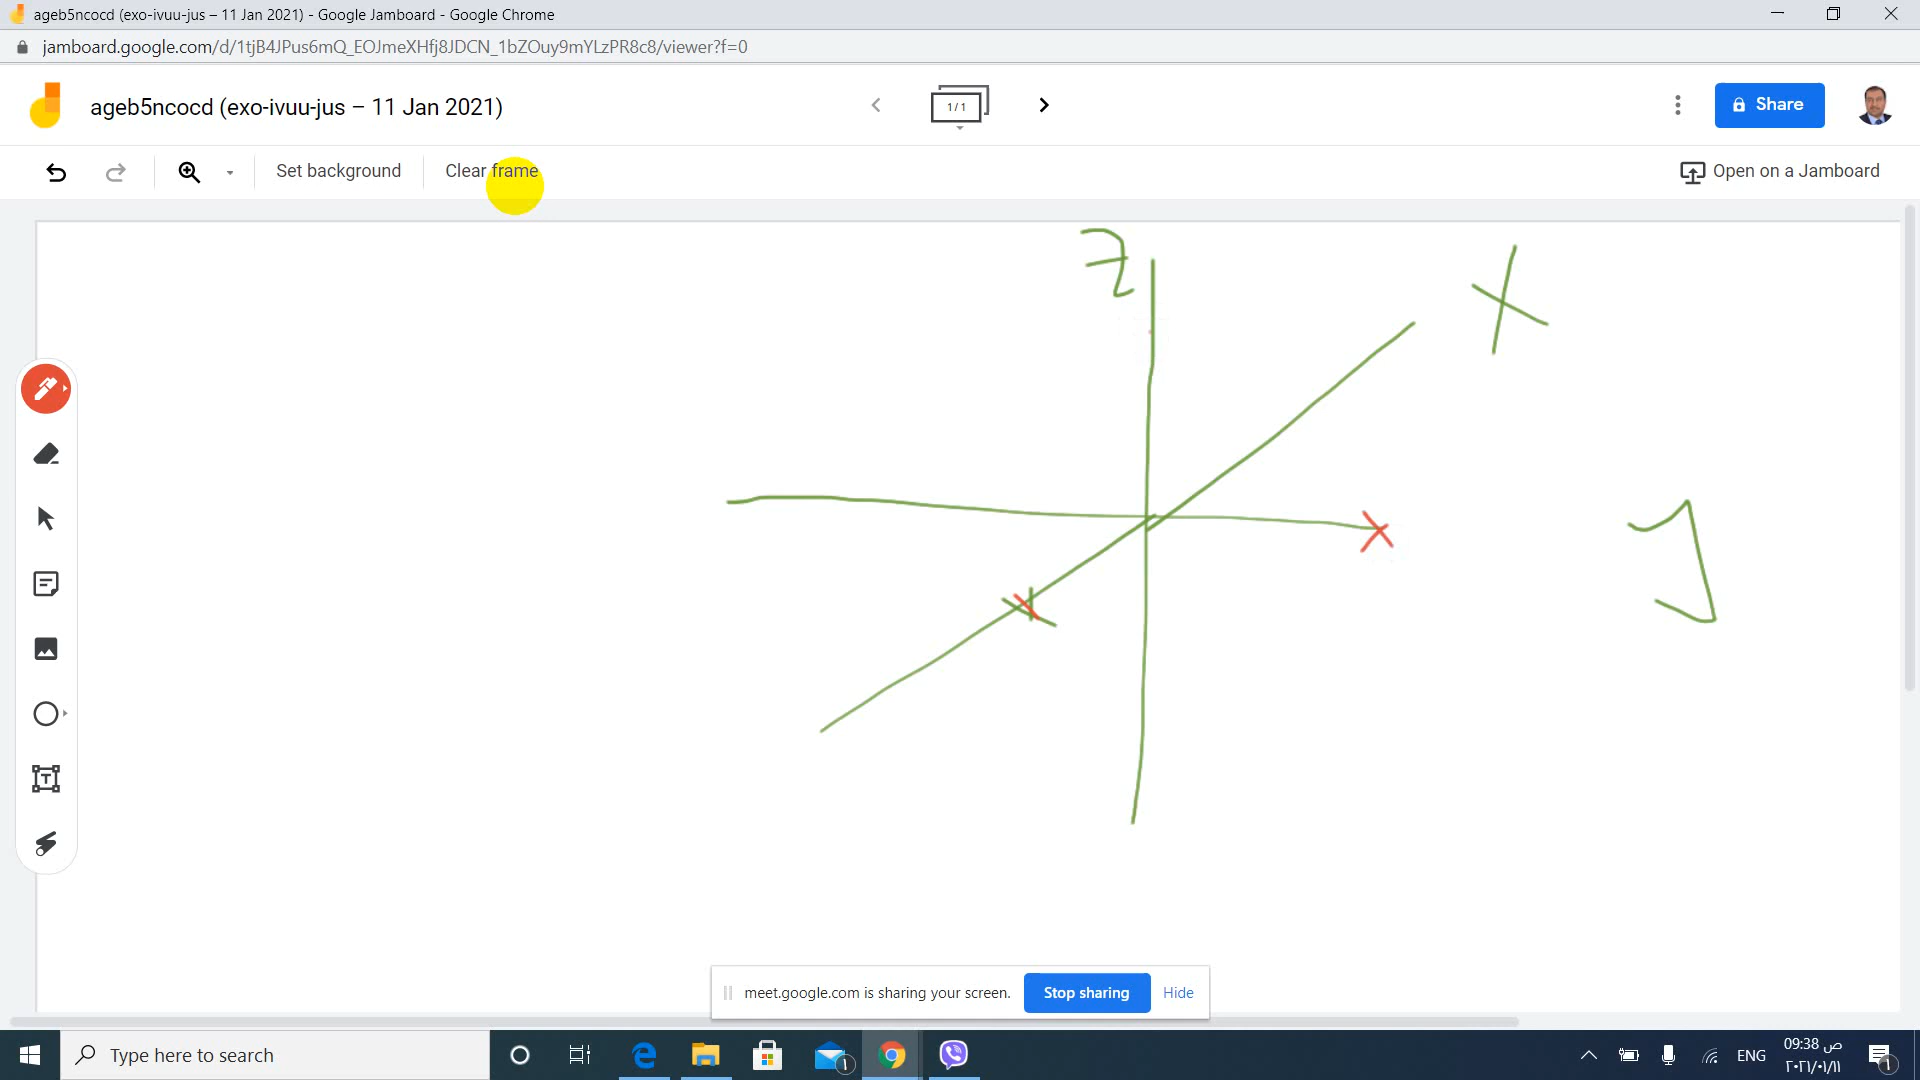 ageb5ncocd (exo-ivuu-jus – 11 Jan 2021) - Google Jamboard - Google Chrome
jamboard.google.com/d/1tjB4JPus6mQ_EOJmeXHfj8JDCN_1bZOuy9mYLzPR8c8/viewer?f=0
ageb5ncocd (exo-ivuu-jus – 11 Jan 2021)
1/1
Share
Set background
Clear frame
Open on a Jamboard
z
x
y
meet.google.com is sharing your screen.
Stop sharing
Hide
Type here to search
١
ENG
09:38 ص
٢٠٢١/٠١/١١
١